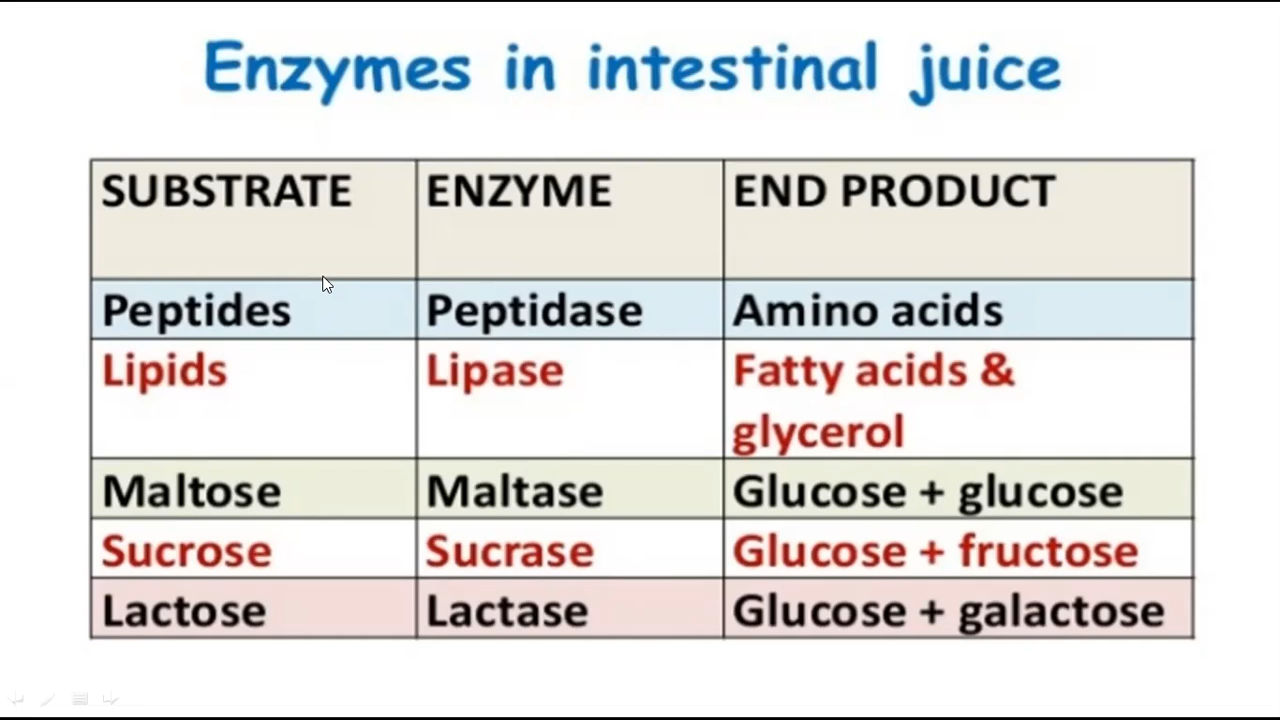 Enzymes in intestinal juice
SUBSTRATE ENZYME END PRODUCT
Peptides Peptidase Amino acids
Lipids Lipase Fatty acids &
glycerol
Maltose Maltase Glucose + glucose
Sucrose Sucrase Glucose + fructose
Lactose Lactase Glucose + galactose